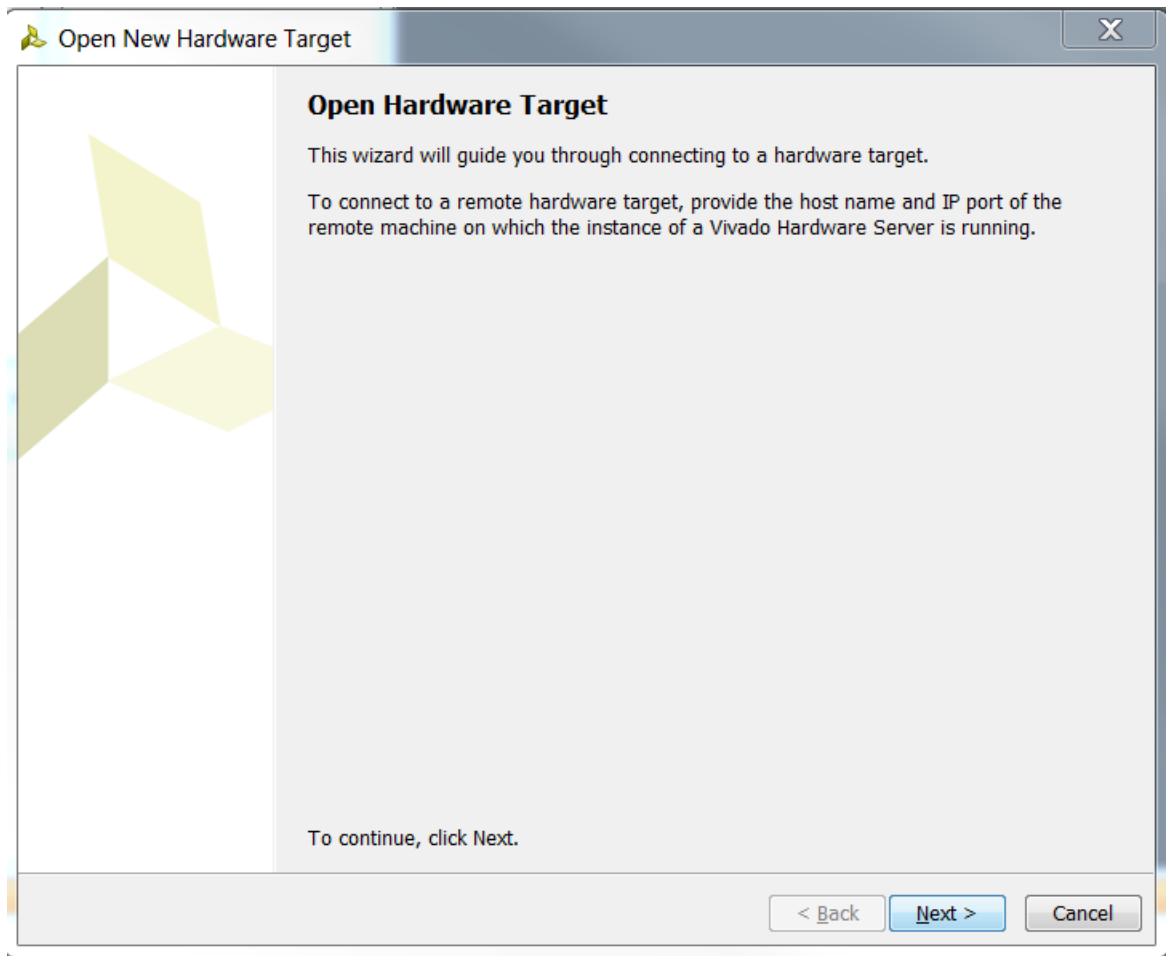 Open New Hardware Target
X
Open Hardware Target
This wizard will guide you through connecting to a hardware target.
To connect to a remote hardware target, provide the host name and IP port of the
remote machine on which the instance of a Vivado Hardware Server is running.
To continue, click Next.
< Back Next > Cancel